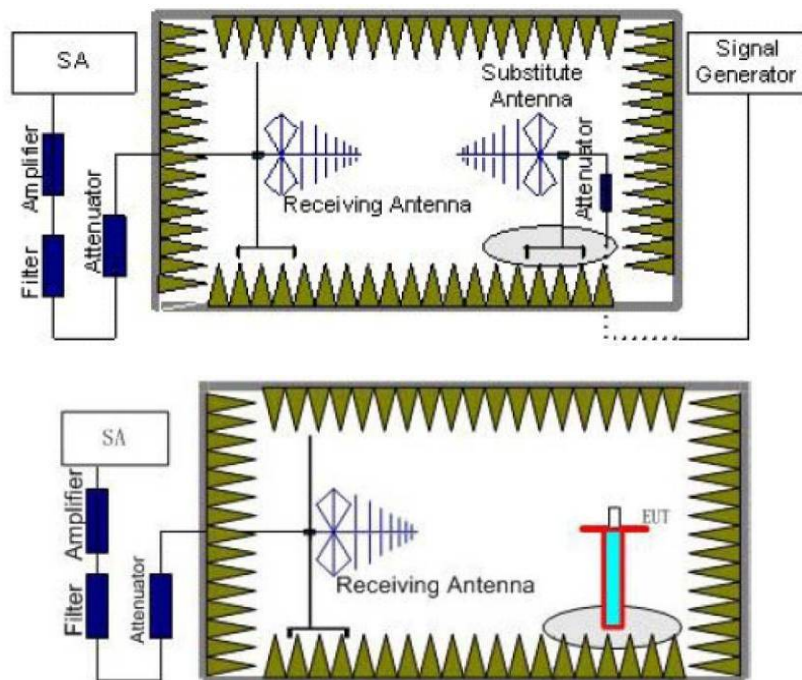 SA
Signal
Generator
Substitute
Antenna
Amplifier
Attenuator
Attenuator
Receiving Antenna
Filter
SA
Amplifier
EUT
Receiving Antenna
Attenuator
Filter